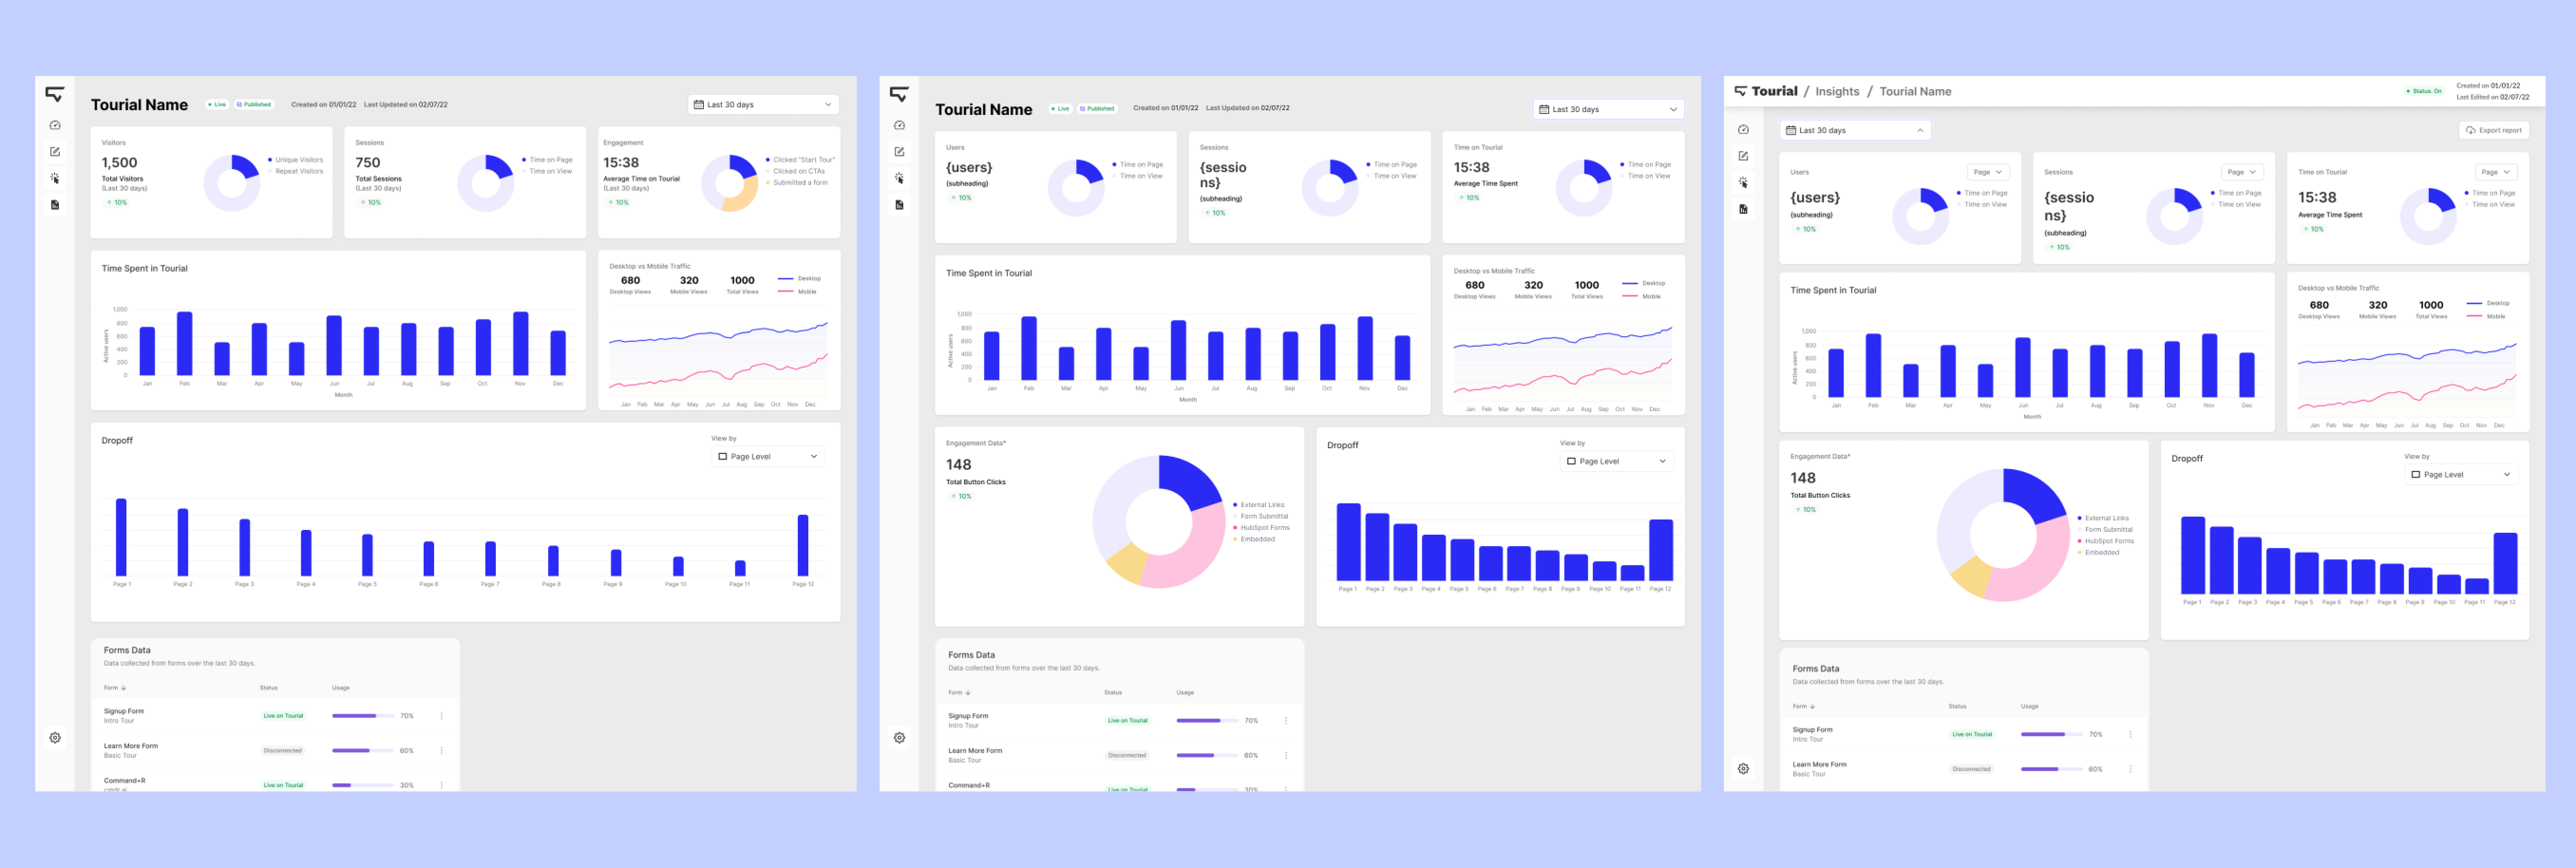 Tourial Name
Live
Published
Created on 01/01/22
Last Updated on 02/07/22
Last 30 days
Visitors
1,500
Total Visitors
(Last 30 days)
↑ 10%
Unique Visitors
Repeat Visitors
Sessions
750
Total Sessions
(Last 30 days)
↑ 10%
Time on Page
Time on View
Engagement
15:38
Average Time on Tourial
(Last 30 days)
↑ 10%
Clicked "Start Tour"
Clicked on CTAs
Submitted a form
Time Spent in Tourial
Active users
1,000
800
600
400
200
0
Jan Feb Mar Apr May Jun Jul Aug Sep Oct Nov Dec
Month
Desktop vs Mobile Traffic
680 320 1000
Desktop Views Mobile Views Total Views
Desktop
Mobile
Jan Feb Mar Apr May Jun Jul Aug Sep Oct Nov Dec
Dropoff
View by
Page Level
Page 1 Page 2 Page 3 Page 4 Page 5 Page 6 Page 7 Page 8 Page 9 Page 10 Page 11 Page 12
Forms Data
Data collected from forms over the last 30 days.
Form ↓ Status Usage
Signup Form
Intro Tour
Live on Tourial
70%
Learn More Form
Basic Tour
Disconnected
60%
Command+R
Live on Tourial
30%
Tourial Name
Live
Published
Created on 01/01/22
Last Updated on 02/07/22
Last 30 days
Users
{users}
(subheading)
↑ 10%
Time on Page
Time on View
Sessions
{sessio
ns}
(subheading)
↑ 10%
Time on Page
Time on View
Time on Tourial
15:38
Average Time Spent
↑ 10%
Time on Page
Time on View
Time Spent in Tourial
Active users
1,000
800
600
400
200
0
Jan Feb Mar Apr May Jun Jul Aug Sep Oct Nov Dec
Month
Desktop vs Mobile Traffic
680 320 1000
Desktop Views Mobile Views Total Views
Desktop
Mobile
Jan Feb Mar Apr May Jun Jul Aug Sep Oct Nov Dec
Engagement Data*
148
Total Button Clicks
↑ 10%
External Links
Form Submittal
HubSpot Forms
Embedded
Dropoff
View by
Page Level
Page 1 Page 2 Page 3 Page 4 Page 5 Page 6 Page 7 Page 8 Page 9 Page 10 Page 11 Page 12
Forms Data
Data collected from forms over the last 30 days.
Form ↓ Status Usage
Signup Form
Intro Tour
Live on Tourial
70%
Learn More Form
Basic Tour
Disconnected
60%
Command+R
Live on Tourial
30%
Tourial / Insights / Tourial Name
Status: On
Created on 01/01/22
Last Edited on 02/07/22
Last 30 days
Export report
Users
Page
{users}
(subheading)
↑ 10%
Time on Page
Time on View
Sessions
Page
{sessio
ns}
(subheading)
↑ 10%
Time on Page
Time on View
Time on Tourial
Page
15:38
Average Time Spent
↑ 10%
Time on Page
Time on View
Time Spent in Tourial
Active users
1,000
800
600
400
200
0
Jan Feb Mar Apr May Jun Jul Aug Sep Oct Nov Dec
Month
Desktop vs Mobile Traffic
680 320 1000
Desktop Views Mobile Views Total Views
Desktop
Mobile
Jan Feb Mar Apr May Jun Jul Aug Sep Oct Nov Dec
Engagement Data*
148
Total Button Clicks
↑ 10%
External Links
Form Submittal
HubSpot Forms
Embedded
Dropoff
View by
Page Level
Page 1 Page 2 Page 3 Page 4 Page 5 Page 6 Page 7 Page 8 Page 9 Page 10 Page 11 Page 12
Forms Data
Data collected from forms over the last 30 days.
Form ↓ Status Usage
Signup Form
Intro Tour
Live on Tourial
70%
Learn More Form
Basic Tour
Disconnected
60%